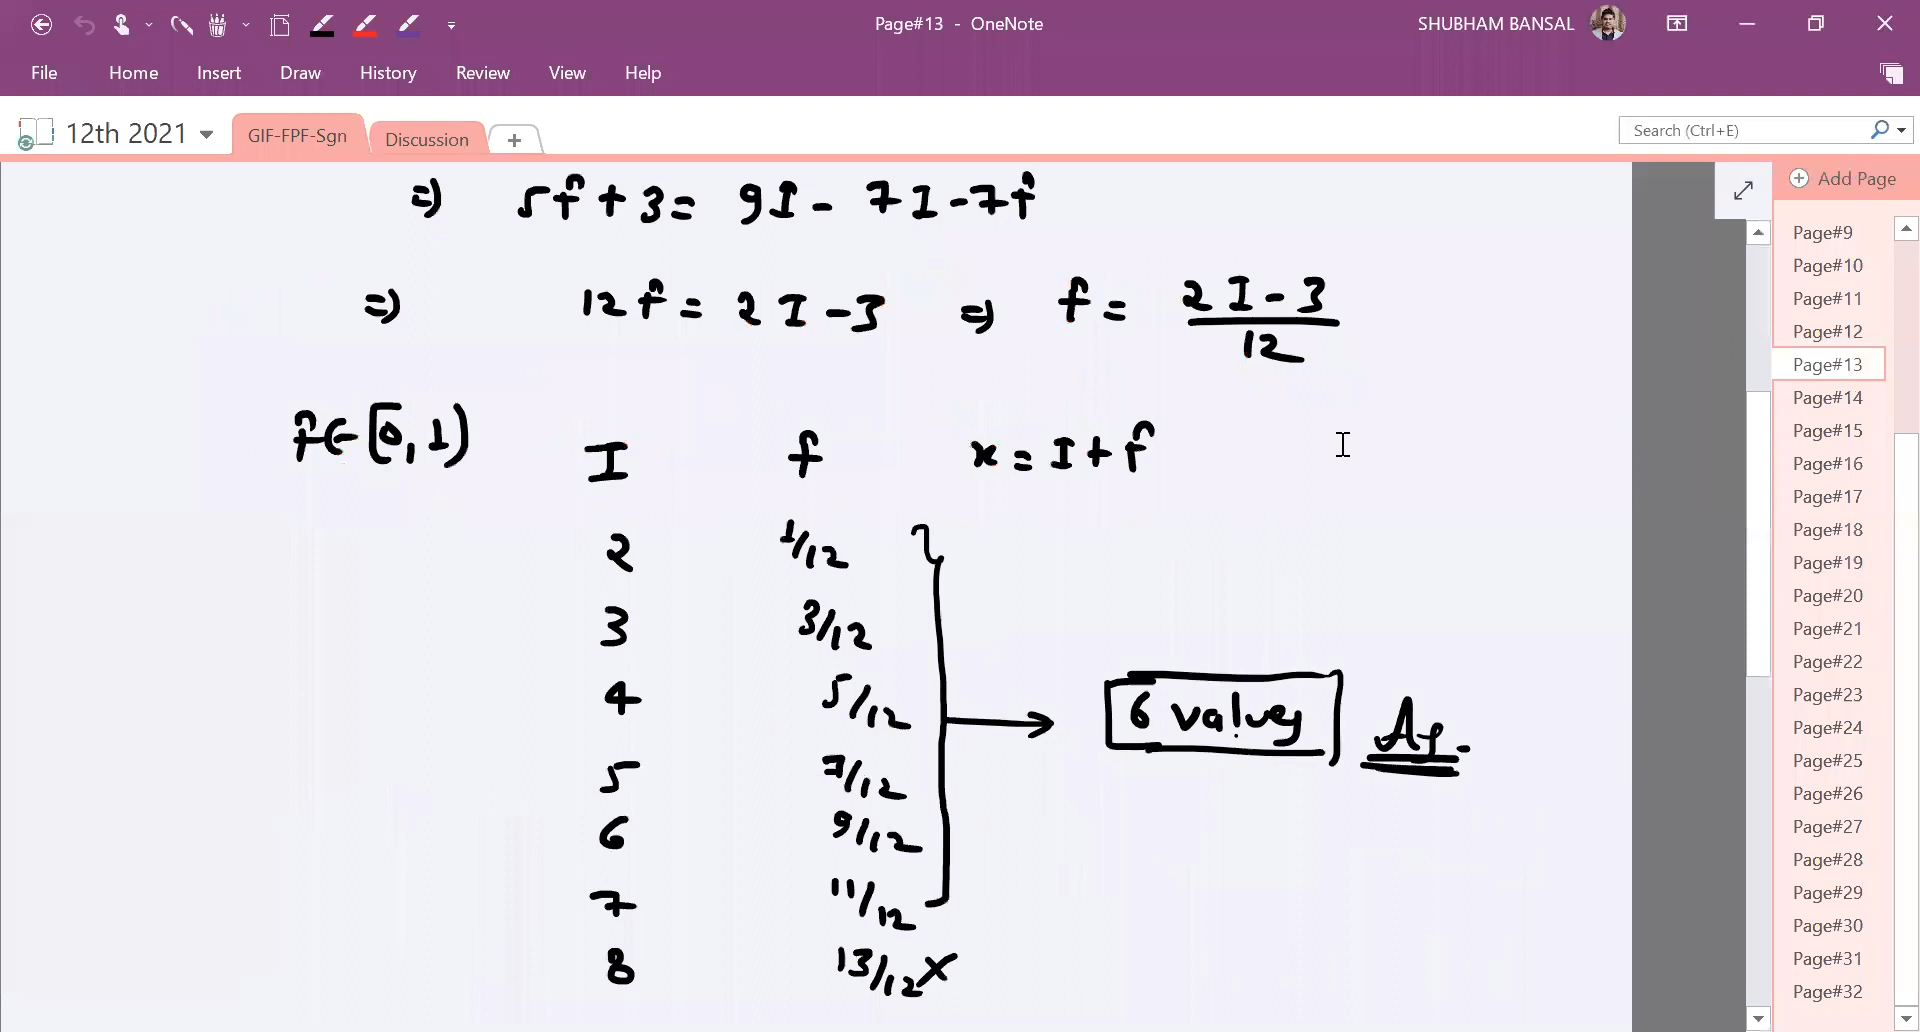 Page#13 - OneNote
SHUBHAM BANSAL
File Home Insert Draw History Review View Help
12th 2021
GIF-FPF-Sgn
Discussion
+
Search (Ctrl+E)
⇒ 5f + 3 = 9I - 7I - 7f
⇒ 12f = 2I - 3 ⇒ f = (2I - 3)/12
f ∈ [0, 1)
I f x = I + f
2 1/12
3 3/12
4 5/12
5 7/12
6 9/12
7 11/12
8 13/12 ×
6 values
Add Page
Page#9
Page#10
Page#11
Page#12
Page#13
Page#14
Page#15
Page#16
Page#17
Page#18
Page#19
Page#20
Page#21
Page#22
Page#23
Page#24
Page#25
Page#26
Page#27
Page#28
Page#29
Page#30
Page#31
Page#32